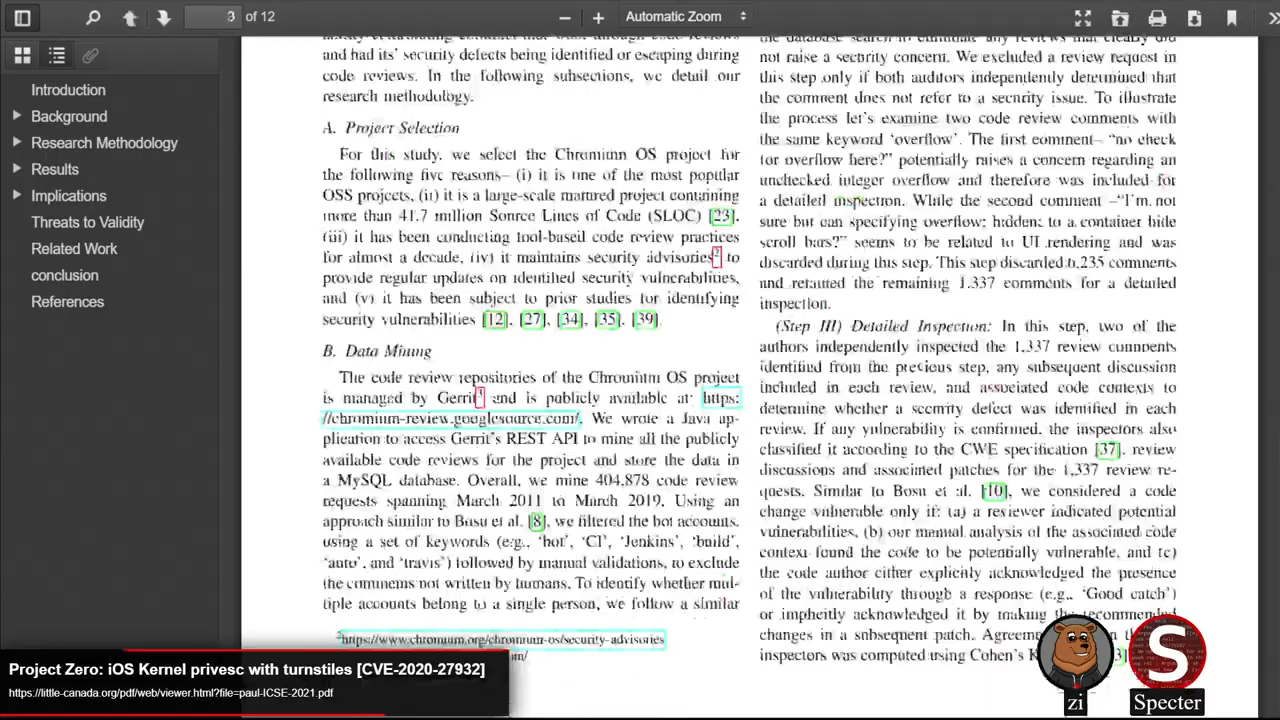 3 of 12
Automatic Zoom
Introduction
Background
Research Methodology
Results
Implications
Threats to Validity
Related Work
conclusion
References
and had its' security defects being identified or escaping during
code reviews. In the following subsections, we detail our
research methodology.
A. Project Selection
For this study, we select the Chromium OS project for
the following five reasons– (i) it is one of the most popular
OSS projects, (ii) it is a large-scale matured project containing
more than 41.7 million Source Lines of Code (SLOC) [23],
(iii) it has been conducting tool-based code review practices
for almost a decade, (iv) it maintains security advisories2 to
provide regular updates on identified security vulnerabilities,
and (v) it has been subject to prior studies for identifying
security vulnerabilities [12], [27], [34], [35], [39].
B. Data Mining
The code review repositories of the Chromium OS project
is managed by Gerrit3 and is publicly available at: https:
//chromium-review.googlesource.com/. We wrote a Java ap-
plication to access Gerrit's REST API to mine all the publicly
available code reviews for the project and store the data in
a MySQL database. Overall, we mine 404,878 code review
requests spanning March 2011 to March 2019. Using an
approach similar to Bosu et al. [8], we filtered the bot accounts,
using a set of keywords (e.g., 'bot', 'CI', 'Jenkins', 'build',
'auto', and 'travis') followed by manual validations, to exclude
the comments not written by humans. To identify whether mul-
tiple accounts belong to a single person, we follow a similar
2https://www.chromium.org/chromium-os/security-advisories
the database search to eliminate any reviews that clearly did
not raise a security concern. We excluded a review request in
this step only if both auditors independently determined that
the comment does not refer to a security issue. To illustrate
the process let's examine two code review comments with
the same keyword 'overflow'. The first comment– "no check
for overflow here?" potentially raises a concern regarding an
unchecked integer overflow and therefore was included for
a detailed inspection. While the second comment –"I'm not
sure but can specifying overflow: hidden; to a container hide
scroll bars?" seems to be related to UI rendering and was
discarded during this step. This step discarded 6,235 comments
and retained the remaining 1,337 comments for a detailed
inspection.
(Step III) Detailed Inspection: In this step, two of the
authors independently inspected the 1,337 review comments
identified from the previous step, any subsequent discussion
included in each review, and associated code contexts to
determine whether a security defect was identified in each
review. If any vulnerability is confirmed, the inspectors also
classified it according to the CWE specification [37]. review
discussions and associated patches for the 1,337 review re-
quests. Similar to Bosu et al. [10], we considered a code
change vulnerable only if: (a) a reviewer indicated potential
vulnerabilities, (b) our manual analysis of the associated code
context found the code to be potentially vulnerable, and (c)
the code author either explicitly acknowledged the presence
of the vulnerability through a response (e.g., 'Good catch')
or implicitly acknowledged it by making the recommended
changes in a subsequent patch.
inspectors was computed using Cohen's
Project Zero: iOS Kernel privesc with turnstiles [CVE-2020-27932]
https://little-canada.org/pdf/web/viewer.html?file=paul-ICSE-2021.pdf
zi
S
Specter